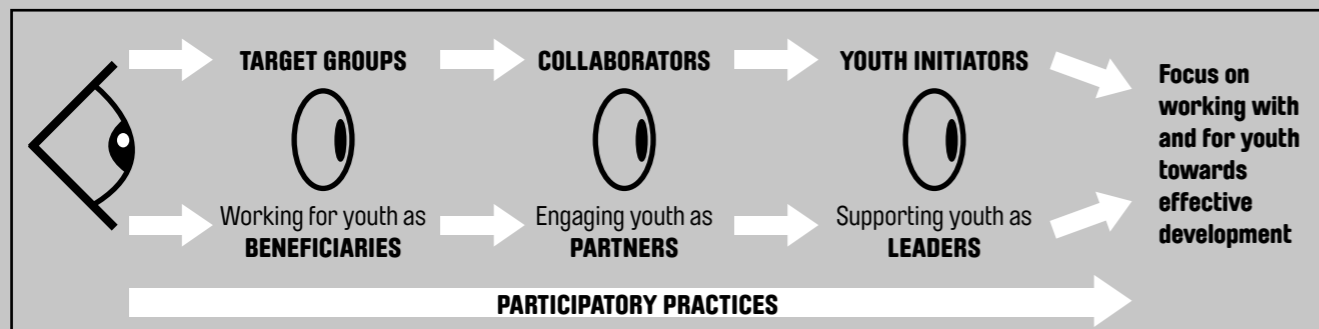 TARGET GROUPS
COLLABORATORS
YOUTH INITIATORS
Working for youth as
BENEFICIARIES
Engaging youth as
PARTNERS
Supporting youth as
LEADERS
Focus on
working with
and for youth
towards
effective
development
PARTICIPATORY PRACTICES